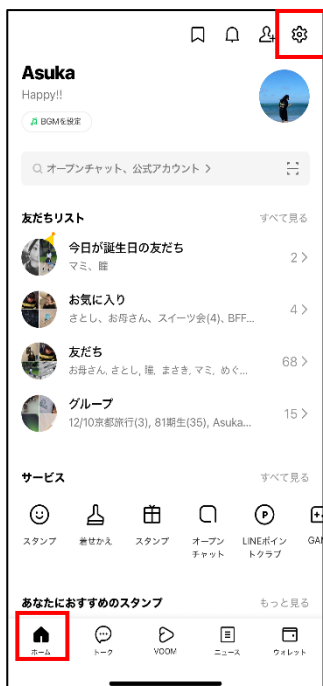 Asuka
Happy!!
BGMを設定
オープンチャット、公式アカウント >
友だちリスト すべて見る
今日が誕生日の友だち
マミ、瞳
2 >
お気に入り
さとし、お母さん、スイーツ会(4)、BFF...
4 >
友だち
お母さん, さとし, 瞳, まさき, マミ, めぐ...
68 >
グループ
12/10京都旅行(3), 81期生(35), Asuka...
15 >
サービス すべて見る
スタンプ 着せかえ スタンプ オープン LINEポイン GA
チャット トクラブ
あなたにおすすめのスタンプ もっと見る
ホーム トーク VOOM ニュース ウォレット